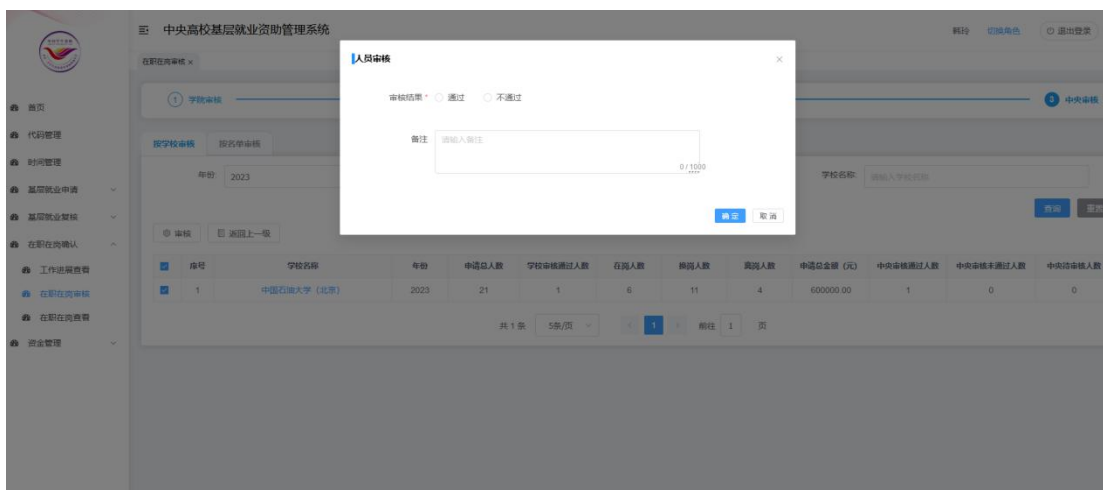 中央高校基层就业资助管理系统
韩玲 切换角色 退出登录
在职在岗审核 ×
首页
代码管理
时间管理
基层就业申请
基层就业复核
在职在岗确认
工作进展查看
在职在岗审核
在职在岗查看
资金管理
1 学院审核
3 中央审核
按学校审核 按名单审核
年份: 2023
学校名称: 请输入学校名称
查询 重置
审核 返回上一级
人员审核 ×
审核结果 * 通过 不通过
备注 请输入备注
0 / 1000
确 定 取 消
序号 学校名称 年份 申请总人数 学校审核通过人数 在岗人数 换岗人数 离岗人数 申请总金额（元） 中央审核通过人数 中央审核未通过人数 中央待审核人数
1 中国石油大学（北京） 2023 21 1 6 11 4 600000.00 1 0 0
共 1 条 5条/页 < 1 > 前往 1 页